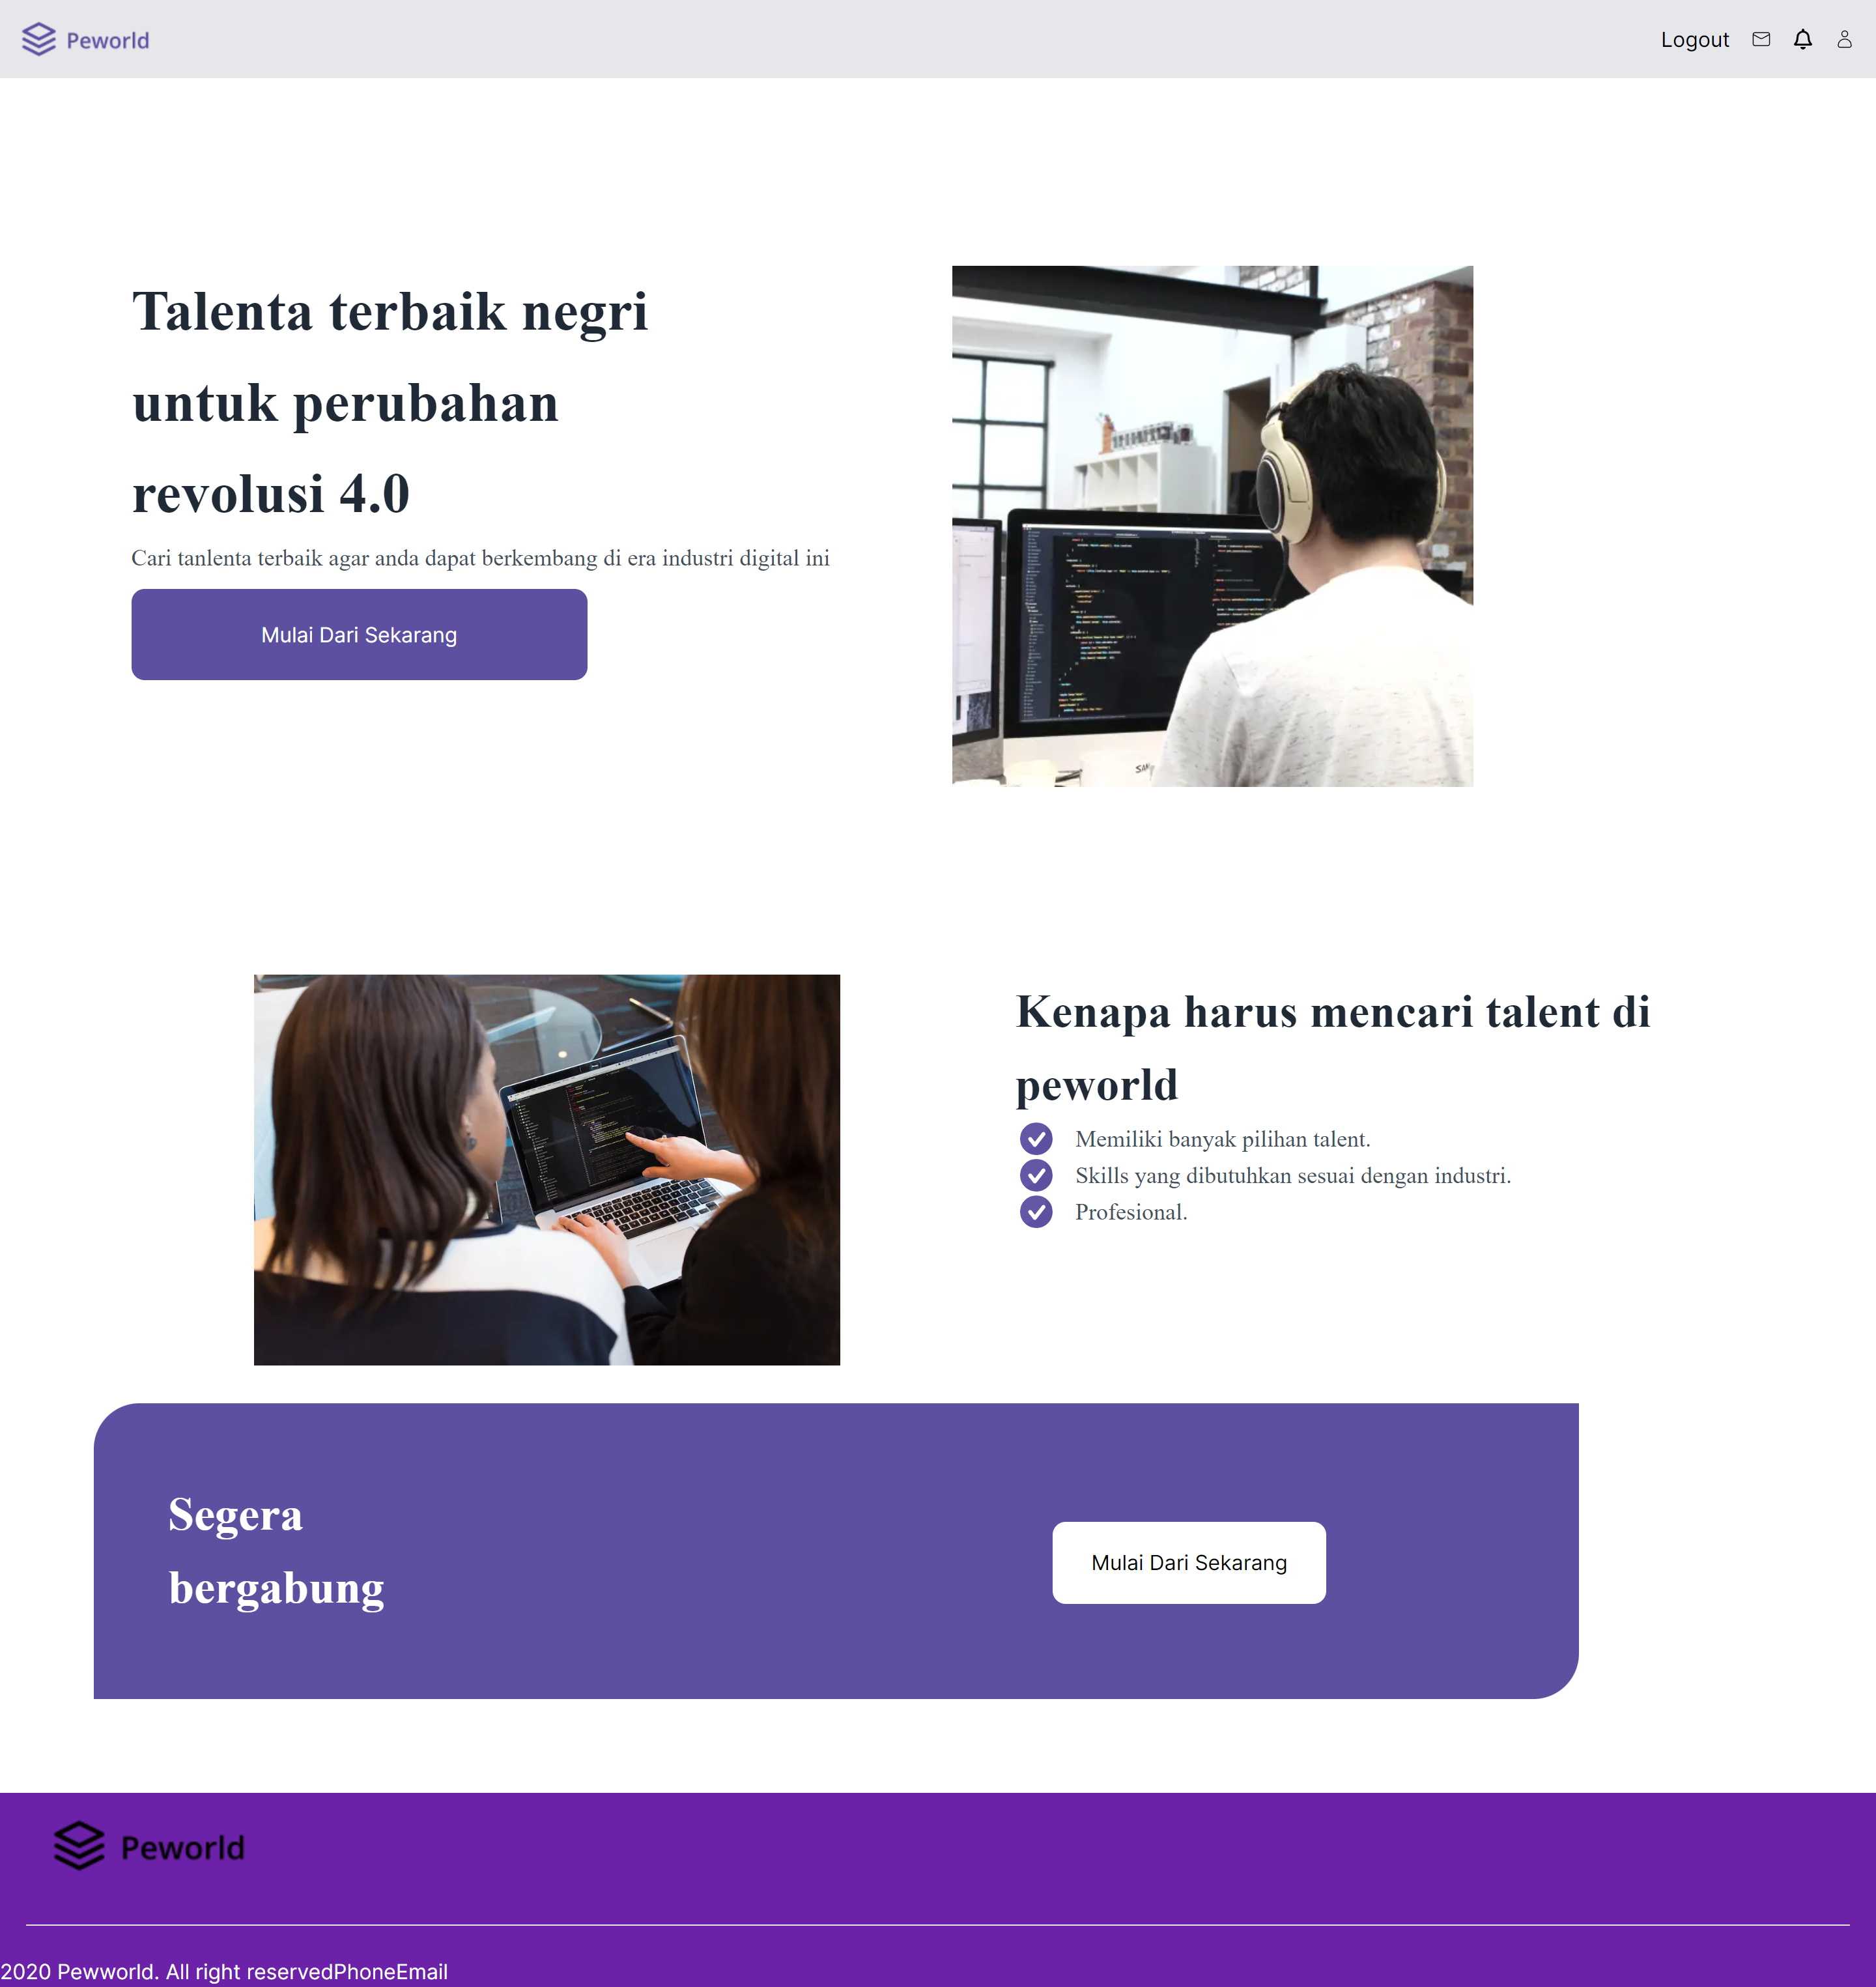 Peworld
Logout
Talenta terbaik negri
untuk perubahan
revolusi 4.0
Cari tanlenta terbaik agar anda dapat berkembang di era industri digital ini
Mulai Dari Sekarang
Kenapa harus mencari talent di
peworld
Memiliki banyak pilihan talent.
Skills yang dibutuhkan sesuai dengan industri.
Profesional.
Segera
bergabung
Mulai Dari Sekarang
Peworld
2020 Pewworld. All right reservedPhoneEmail